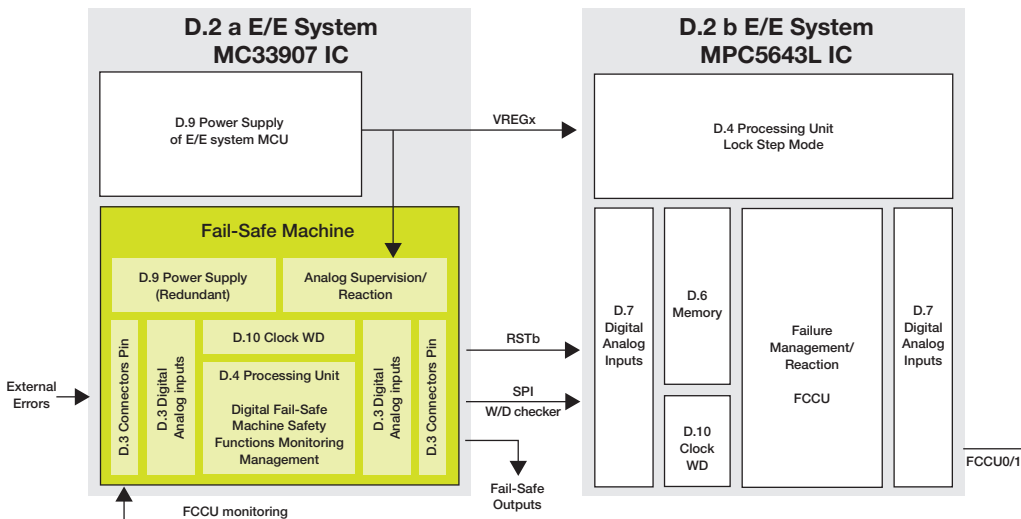 D.2 a E/E System
MC33907 IC
D.9 Power Supply
of E/E system MCU
Fail-Safe Machine
D.9 Power Supply
(Redundant)
Analog Supervision/
Reaction
D.3 Connectors Pin
D.3 Digital
Analog inputs
D.10 Clock WD
D.4 Processing Unit
Digital Fail-Safe
Machine Safety
Functions Monitoring
Management
D.3 Digital
Analog inputs
D.3 Connectors Pin
External
Errors
FCCU monitoring
VREGx
RSTb
SPI
W/D checker
Fail-Safe
Outputs
D.2 b E/E System
MPC5643L IC
D.4 Processing Unit
Lock Step Mode
D.7
Digital
Analog
Inputs
D.6
Memory
D.10
Clock
WD
Failure
Management/
Reaction
FCCU
D.7
Digital
Analog
Inputs
FCCU0/1